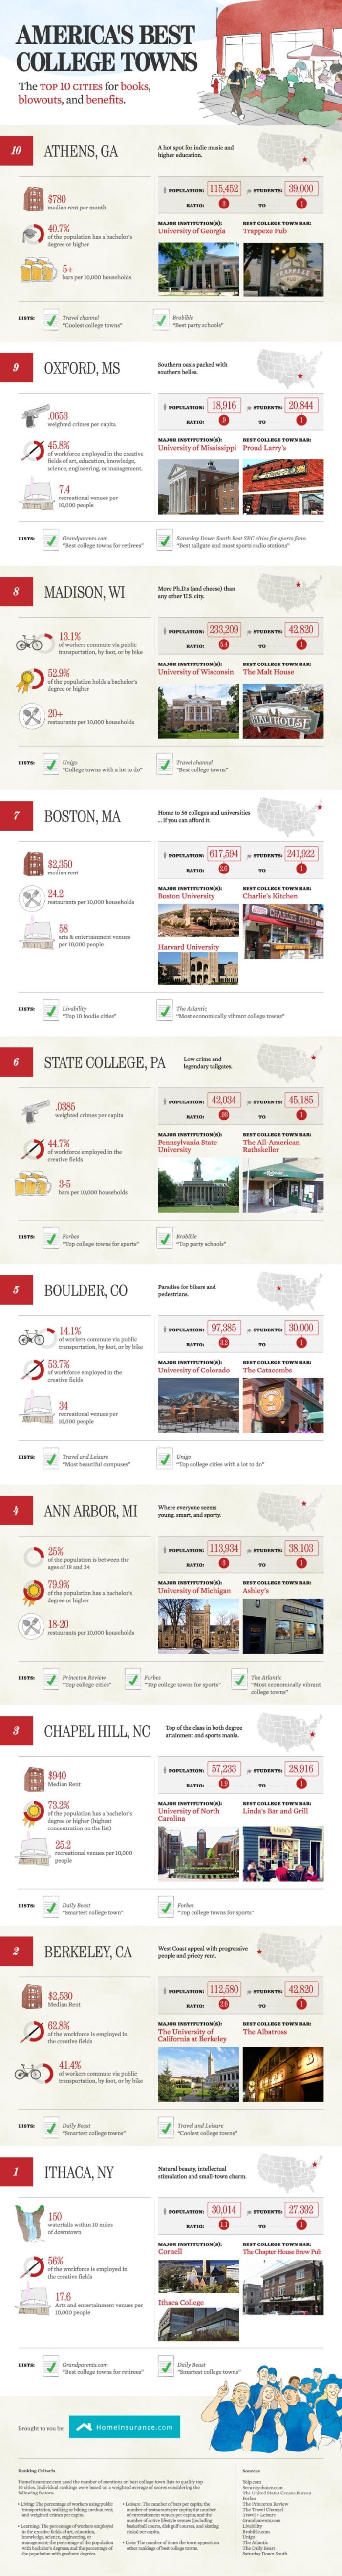 AMERICA'S BEST
COLLEGE TOWNS
The TOP 10 CITIES for books,
blowouts, and benefits.
10
ATHENS, GA
A hot spot for indie music and
higher education.
$780
median rent per month
POPULATION: 115,452
STUDENTS: 39,000
RATIO: 3 TO 1
40.7%
of the population has a bachelor's
degree or higher
MAJOR INSTITUTION(S):
University of Georgia
BEST COLLEGE TOWN BAR:
Trappeze Pub
5+
bars per 10,000 households
LISTS:
Travel channel
"Coolest college towns"
Brobible
"Best party schools"
9
OXFORD, MS
Southern oasis packed with
southern belles.
.0653
weighted crimes per capita
POPULATION: 18,916
STUDENTS: 20,844
RATIO: .9 TO 1
45.8%
of workforce employed in the creative
fields of art, education, knowledge,
science, engineering, or management.
MAJOR INSTITUTION(S):
University of Mississippi
BEST COLLEGE TOWN BAR:
Proud Larry's
7.4
recreational venues per
10,000 people
LISTS:
Grandparents.com
"Best college towns for retirees"
Saturday Down South Best SEC cities for sports fans:
"Best tailgate and most sports radio stations"
8
MADISON, WI
More Ph.D.s (and cheese) than
any other U.S. city.
13.1%
of workers commute via public
transportation, by foot, or by bike
POPULATION: 233,209
STUDENTS: 42,820
RATIO: 5.4 TO 1
52.9%
of the population holds a bachelor's
degree or higher
MAJOR INSTITUTION(S):
University of Wisconsin
BEST COLLEGE TOWN BAR:
The Malt House
MALT HOUSE
20+
restaurants per 10,000 households
LISTS:
Unigo
"College towns with a lot to do"
Travel channel
"Best college towns"
7
BOSTON, MA
Home to 56 colleges and universities
... if you can afford it.
$2,350
median rent
POPULATION: 617,594
STUDENTS: 241,922
RATIO: 2.6 TO 1
24.2
restaurants per 10,000 households
MAJOR INSTITUTION(S):
Boston University
BEST COLLEGE TOWN BAR:
Charlie's Kitchen
58
arts & entertainment venues
per 10,000 people
Harvard University
LISTS:
Livability
"Top 10 foodie cities"
The Atlantic
"Most economically vibrant college towns"
6
STATE COLLEGE, PA
Low crime and
legendary tailgates.
.0385
weighted crimes per capita
POPULATION: 42,034
STUDENTS: 45,185
RATIO: .93 TO 1
44.7%
of workforce employed in the
creative fields
MAJOR INSTITUTION(S):
Pennsylvania State
University
BEST COLLEGE TOWN BAR:
The All-American
Rathskeller
3-5
bars per 10,000 households
LISTS:
Forbes
"Top college towns for sports"
Brobible
"Top party schools"
5
BOULDER, CO
Paradise for bikers and
pedestrians.
14.1%
of workers commute via public
transportation, by foot, or by bike
POPULATION: 97,385
STUDENTS: 30,000
RATIO: 3.2 TO 1
53.7%
of workforce employed in the
creative fields
MAJOR INSTITUTION(S):
University of Colorado
BEST COLLEGE TOWN BAR:
The Catacombs
34
recreational venues per
10,000 people
LISTS:
Travel and Leisure
"Most beautiful campuses"
Unigo
"Top college cities with a lot to do"
4
ANN ARBOR, MI
Where everyone seems
young, smart, and sporty.
25%
of the population is between the
ages of 18 and 24
POPULATION: 113,934
STUDENTS: 38,103
RATIO: 3 TO 1
79.9%
of the population has a bachelor's
degree or higher
MAJOR INSTITUTION(S):
University of Michigan
BEST COLLEGE TOWN BAR:
Ashley's
18-20
restaurants per 10,000 households
LISTS:
Princeton Review
"Top college cities"
Forbes
"Top college towns for sports"
The Atlantic
"Most economically vibrant
college towns"
3
CHAPEL HILL, NC
Top of the class in both degree
attainment and sports mania.
$940
Median Rent
POPULATION: 57,233
STUDENTS: 28,916
RATIO: 1.9 TO 1
73.2%
of the population has a bachelor's
degree or higher (highest
concentration on the list)
MAJOR INSTITUTION(S):
University of North
Carolina
BEST COLLEGE TOWN BAR:
Linda's Bar and Grill
25.2
recreational venues per 10,000
people
LISTS:
Daily Beast
"Smartest college town"
Forbes
"Top college towns for sports"
2
BERKELEY, CA
West Coast appeal with progressive
people and pricey rent.
$2,530
Median Rent
POPULATION: 112,580
STUDENTS: 42,820
RATIO: 2.6 TO 1
62.8%
of the workforce is employed in
the creative fields
MAJOR INSTITUTION(S):
The University of
California at Berkeley
BEST COLLEGE TOWN BAR:
The Albatross
41.4%
of workers commute via public
transportation, by foot, or by bike
LISTS:
Daily Beast
"Smartest college towns"
Travel and Leisure
"Coolest college towns"
1
ITHACA, NY
Natural beauty, intellectual
stimulation and small-town charm.
150
waterfalls within 10 miles
of downtown
POPULATION: 30,014
STUDENTS: 27,392
RATIO: 1.1 TO 1
56%
of the workforce is employed in
the creative fields
MAJOR INSTITUTION(S):
Cornell
BEST COLLEGE TOWN BAR:
The Chapter House Brew Pub
17.6
Arts and entertainment venues per
10,000 people
Ithaca College
LISTS:
Grandparents.com
"Best college towns for retirees"
Daily Beast
"Smartest college towns"
Brought to you by:
HomeInsurance.com
Ranking Criteria
Sources
Yelp.com
The United States Census Bureau
Forbes
The Princeton Review
The Travel Channel
Travel + Leisure
Grandparents.com
Livability
Brobible.com
Unigo
The Atlantic
The Daily Beast
Saturday Down South